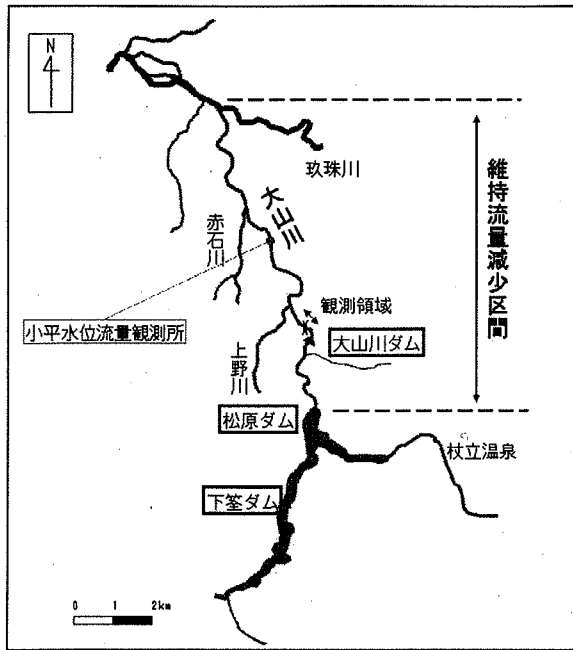 N
玖珠川
維持流量減少区間
大山川
赤石川
観測領域
小平水位流量観測所
大山川ダム
上野川
松原ダム
杖立温泉
下筌ダム
0 1 2km